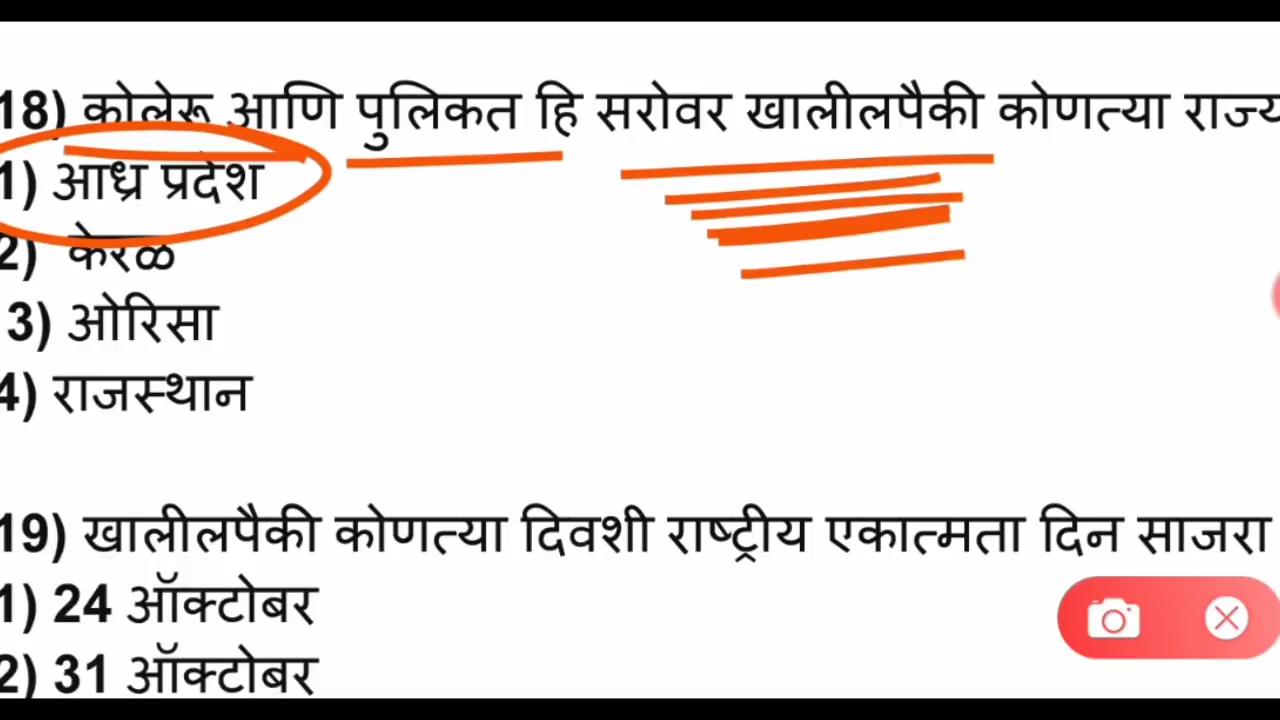 18) कोलेरू आणि पुलिकत हि सरोवर खालीलपैकी कोणत्या राज्य
1) आध्र प्रदेश
2) केरळ
3) ओरिसा
4) राजस्थान
19) खालीलपैकी कोणत्या दिवशी राष्ट्रीय एकात्मता दिन साजरा
1) 24 ऑक्टोबर
2) 31 ऑक्टोबर